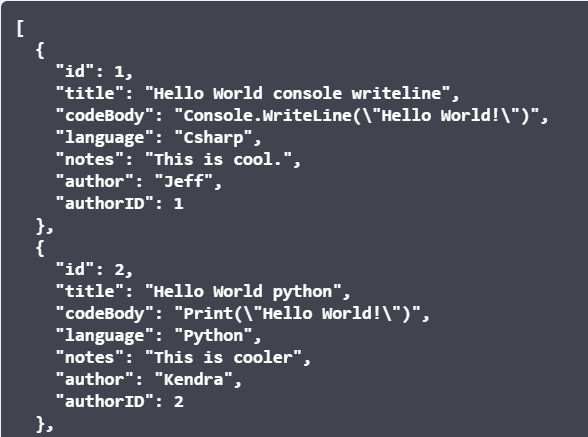 [
  {
    "id": 1,
    "title": "Hello World console writeline",
    "codeBody": "Console.WriteLine(\"Hello World!\")",
    "language": "Csharp",
    "notes": "This is cool.",
    "author": "Jeff",
    "authorID": 1
  },
  {
    "id": 2,
    "title": "Hello World python",
    "codeBody": "Print(\"Hello World!\")",
    "language": "Python",
    "notes": "This is cooler",
    "author": "Kendra",
    "authorID": 2
  },